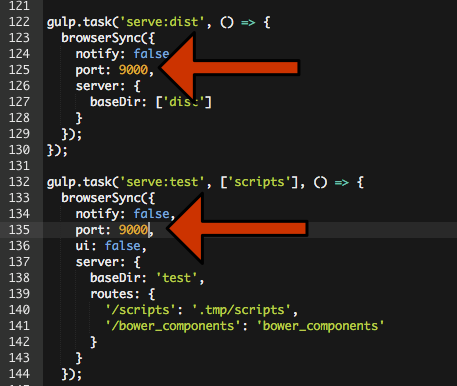 121
122 gulp.task('serve:dist', () => {
123   browserSync({
124     notify: false
125     port: 9000,
126     server: {
127       baseDir: ['dist']
128     }
129   });
130 });
131
132 gulp.task('serve:test', ['scripts'], () => {
133   browserSync({
134     notify: false,
135     port: 9000,
136     ui: false,
137     server: {
138       baseDir: 'test',
139       routes: {
140         '/scripts': '.tmp/scripts',
141         '/bower_components': 'bower_components'
142       }
143     }
144   });